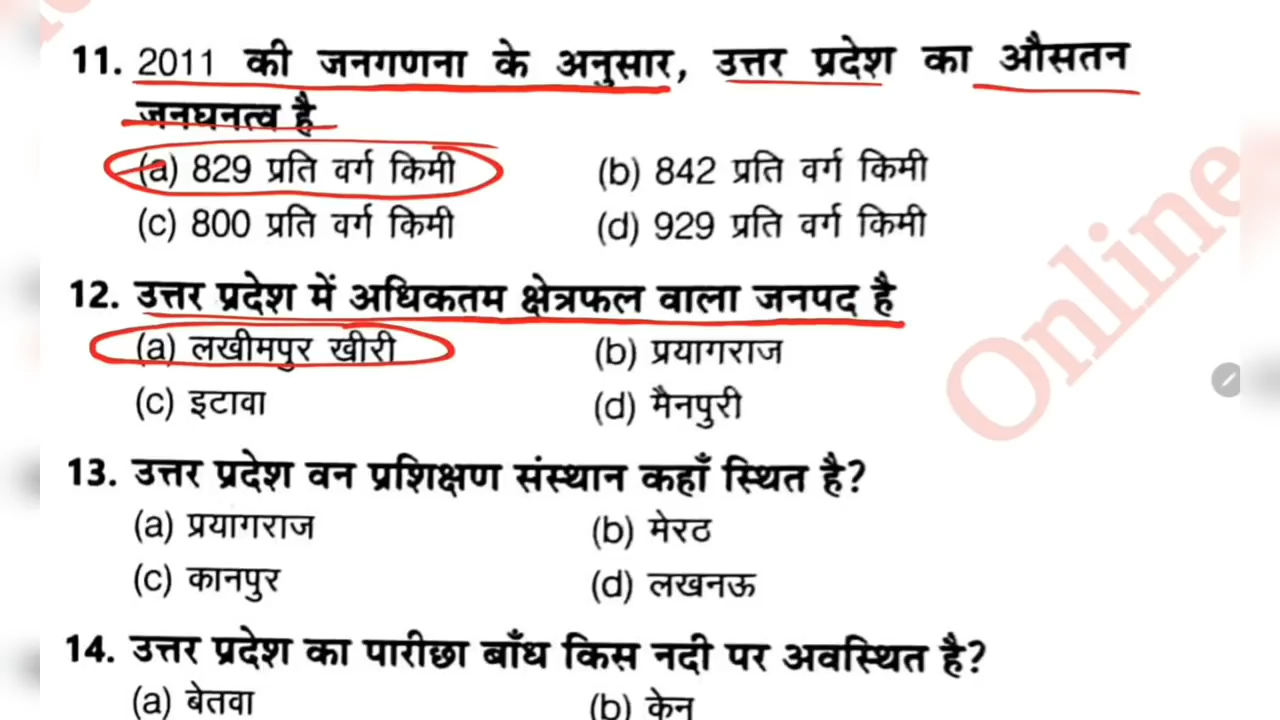 11. 2011 की जनगणना के अनुसार, उत्तर प्रदेश का औसतन
जनघनत्व है
(a) 829 प्रति वर्ग किमी (b) 842 प्रति वर्ग किमी
(c) 800 प्रति वर्ग किमी (d) 929 प्रति वर्ग किमी
12. उत्तर प्रदेश में अधिकतम क्षेत्रफल वाला जनपद है
(a) लखीमपुर खीरी (b) प्रयागराज
(c) इटावा (d) मैनपुरी
13. उत्तर प्रदेश वन प्रशिक्षण संस्थान कहाँ स्थित है?
(a) प्रयागराज (b) मेरठ
(c) कानपुर (d) लखनऊ
14. उत्तर प्रदेश का पारीछा बाँध किस नदी पर अवस्थित है?
(a) बेतवा (b) केन
Online